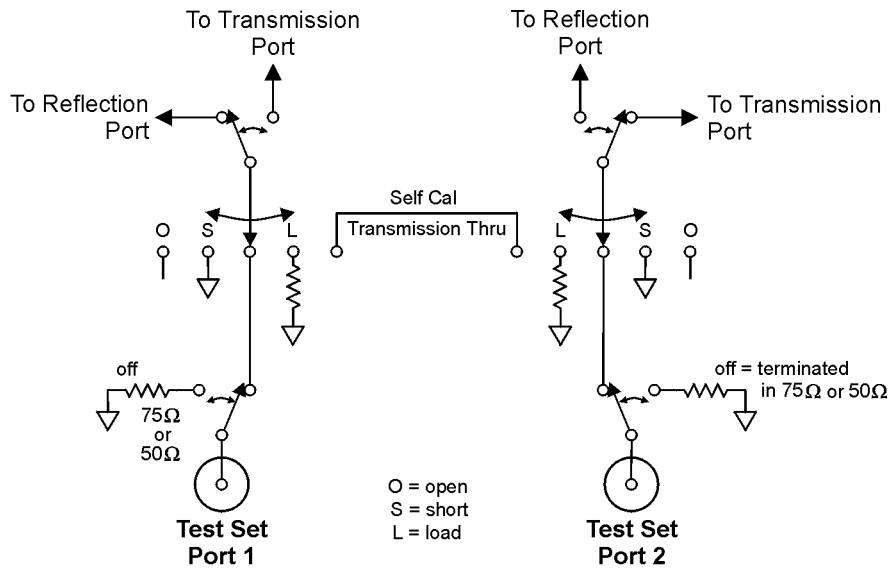 To Transmission
Port
To Reflection
Port
To Reflection
Port
To Transmission
Port
Self Cal
Transmission Thru
O
S
L
L
S
O
off
75Ω
or
50Ω
off = terminated
in 75Ω or 50Ω
O = open
S = short
L = load
Test Set
Port 1
Test Set
Port 2